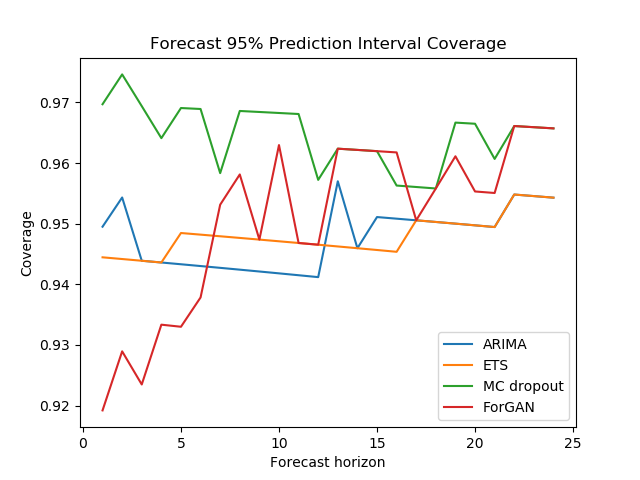 Forecast 95% Prediction Interval Coverage
0.97
0.96
0.95
0.94
0.93
0.92
Coverage
0
5
10
15
20
25
Forecast horizon
ARIMA
ETS
MC dropout
ForGAN